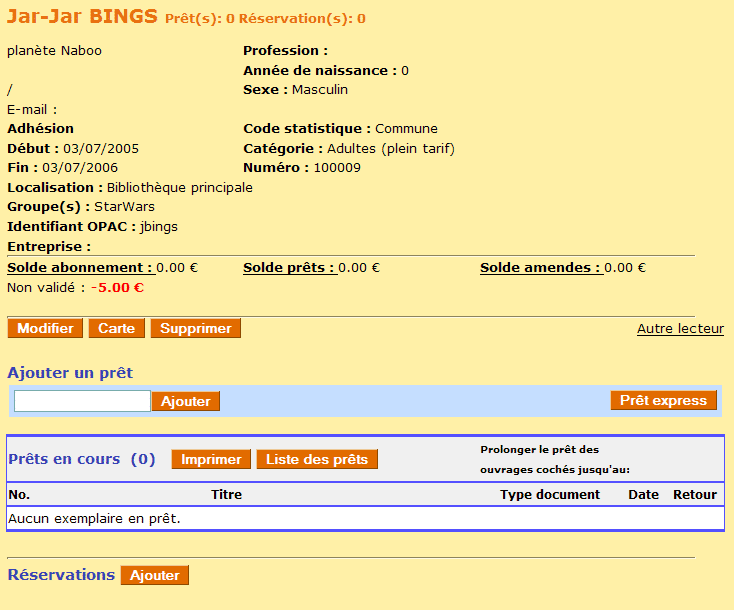 Jar-Jar BINGS Prêt(s): 0 Réservation(s): 0
planète Naboo Profession :
Année de naissance : 0
/ Sexe : Masculin
E-mail :
Adhésion Code statistique : Commune
Début : 03/07/2005 Catégorie : Adultes (plein tarif)
Fin : 03/07/2006 Numéro : 100009
Localisation : Bibliothèque principale
Groupe(s) : StarWars
Identifiant OPAC : jbings
Entreprise :
Solde abonnement : 0.00 € Solde prêts : 0.00 € Solde amendes : 0.00 €
Non validé : -5.00 €
Modifier Carte Supprimer Autre lecteur
Ajouter un prêt
Ajouter Prêt express
Prêts en cours (0) Imprimer Liste des prêts Prolonger le prêt des
ouvrages cochés jusqu'au:
No. Titre Type document Date Retour
Aucun exemplaire en prêt.
Réservations Ajouter